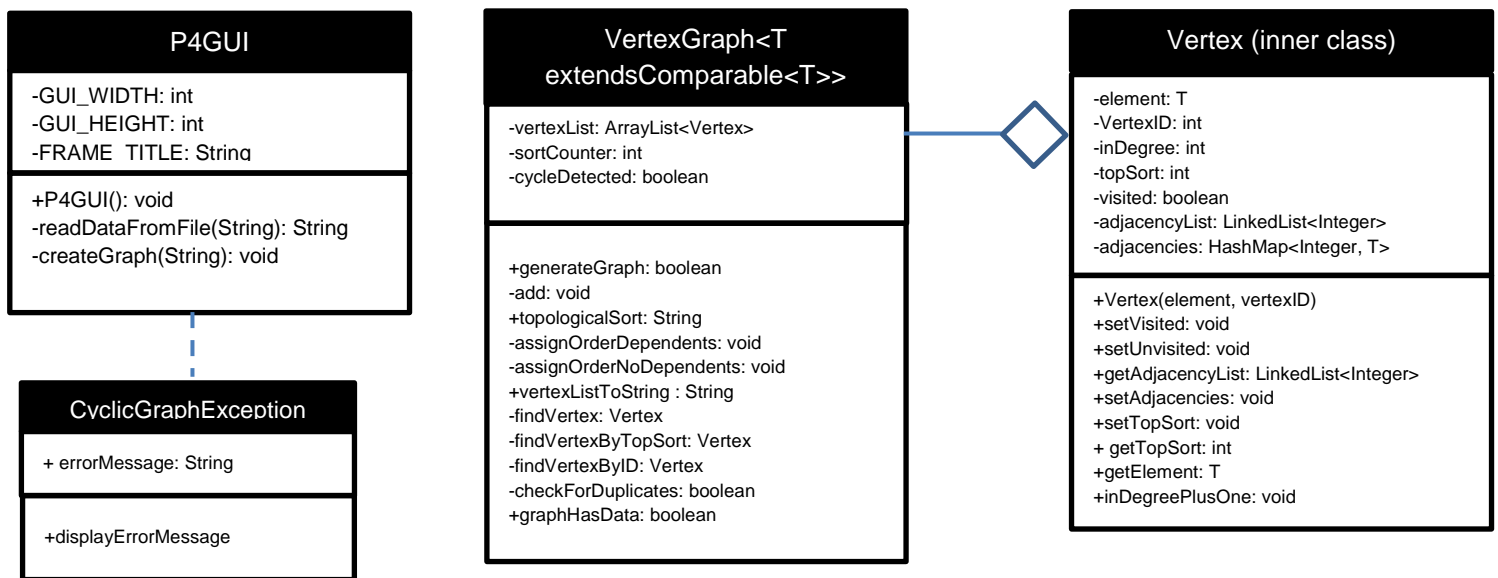 P4GUI
-GUI_WIDTH: int
-GUI_HEIGHT: int
-FRAME_TITLE: String
+P4GUI(): void
-readDataFromFile(String): String
-createGraph(String): void
CyclicGraphException
+ errorMessage: String
+displayErrorMessage
VertexGraph<T
extendsComparable<T>>
-vertexList: ArrayList<Vertex>
-sortCounter: int
-cycleDetected: boolean
+generateGraph: boolean
-add: void
+topologicalSort: String
-assignOrderDependents: void
-assignOrderNoDependents: void
+vertexListToString : String
-findVertex: Vertex
-findVertexByTopSort: Vertex
-findVertexByID: Vertex
-checkForDuplicates: boolean
+graphHasData: boolean
Vertex (inner class)
-element: T
-VertexID: int
-inDegree: int
-topSort: int
-visited: boolean
-adjacencyList: LinkedList<Integer>
-adjacencies: HashMap<Integer, T>
+Vertex(element, vertexID)
+setVisited: void
+setUnvisited: void
+getAdjacencyList: LinkedList<Integer>
+setAdjacencies: void
+setTopSort: void
+ getTopSort: int
+getElement: T
+inDegreePlusOne: void